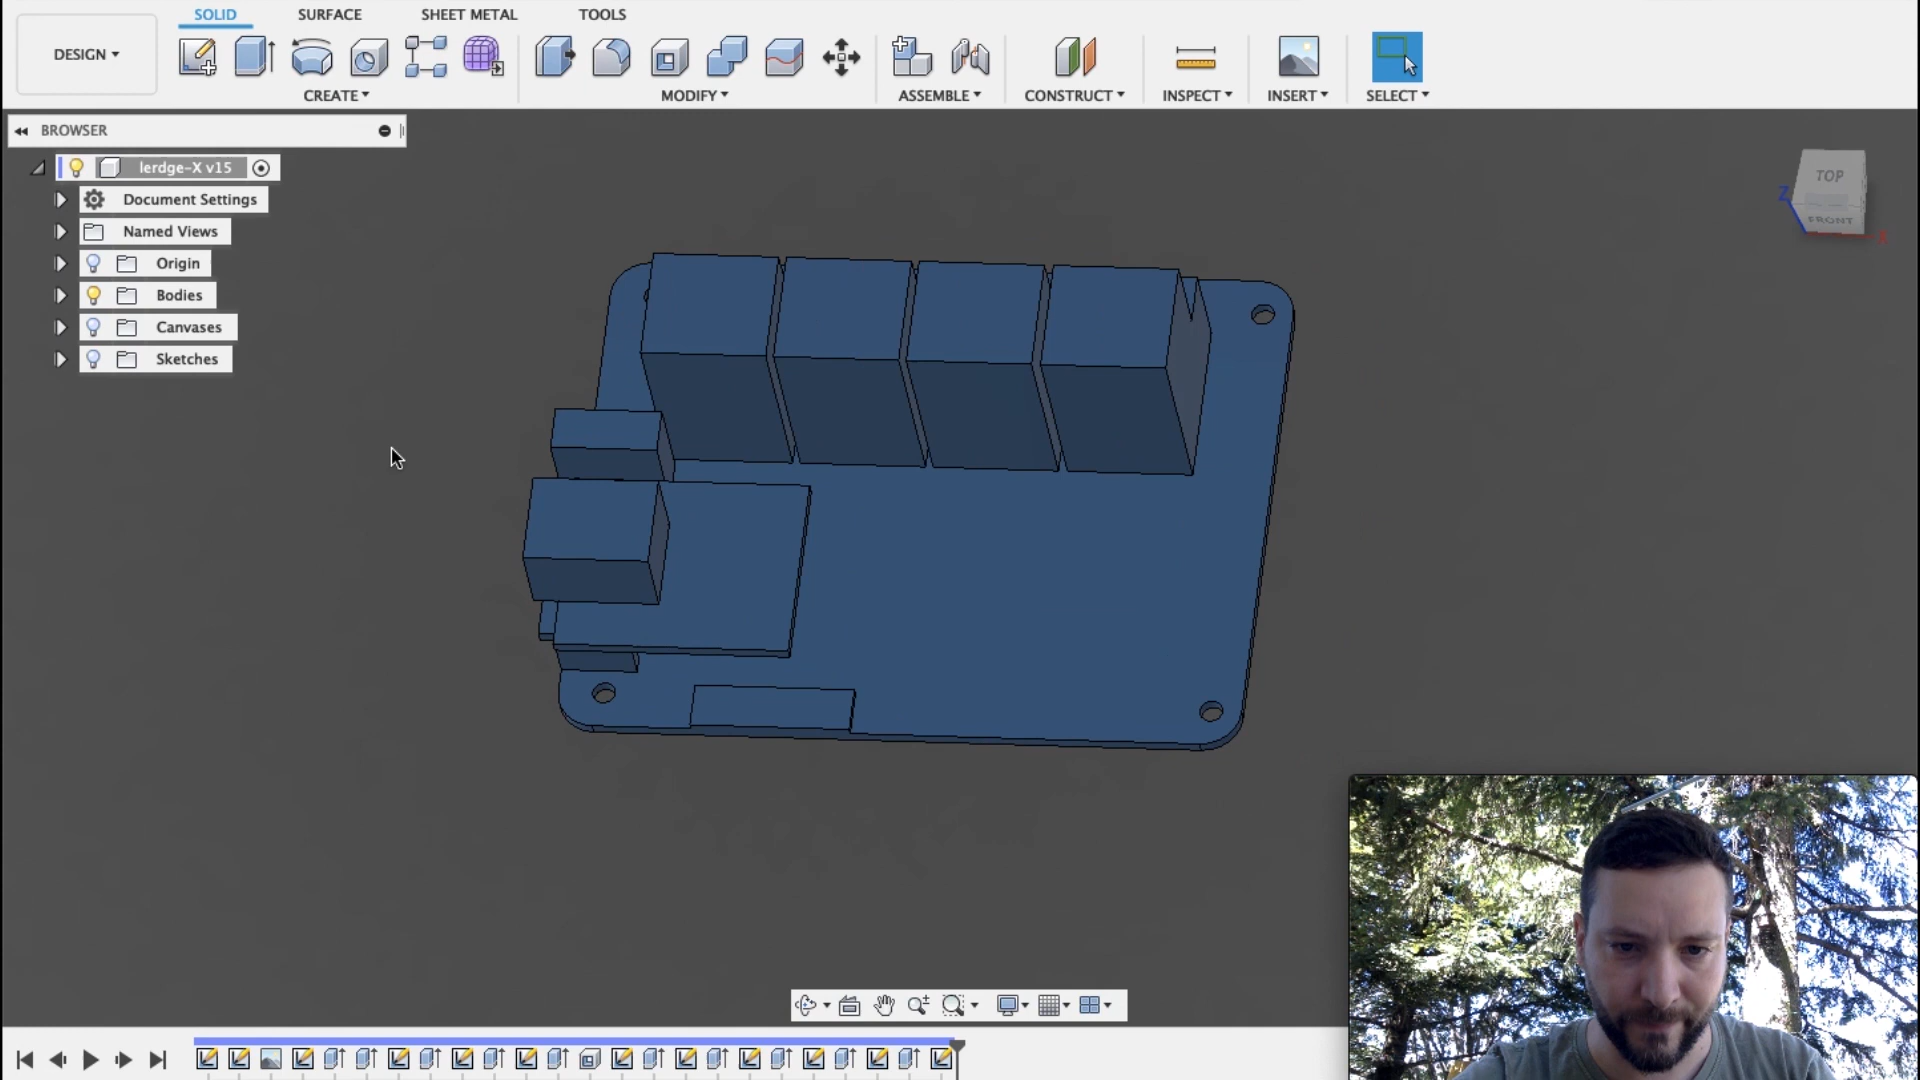 SOLID SURFACE SHEET METAL TOOLS
DESIGN
CREATE MODIFY ASSEMBLE CONSTRUCT INSPECT INSERT SELECT
BROWSER
lerdge-X v15
Document Settings
Named Views
Origin
Bodies
Canvases
Sketches
TOP
FRONT
Z
X